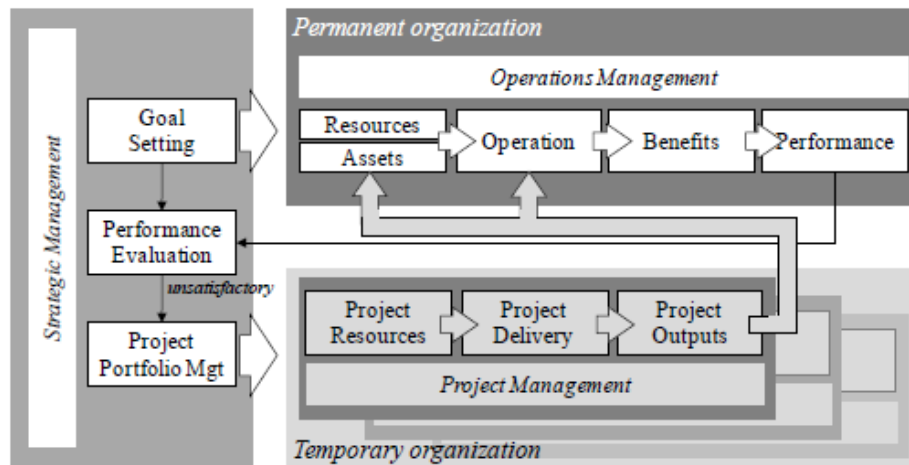 Strategic Management
Goal
Setting
Performance
Evaluation
unsatisfactory
Project
Portfolio Mgt
Permanent organization
Operations Management
Resources
Assets
Operation
Benefits
Performance
Project
Resources
Project
Delivery
Project
Outputs
Project Management
Temporary organization